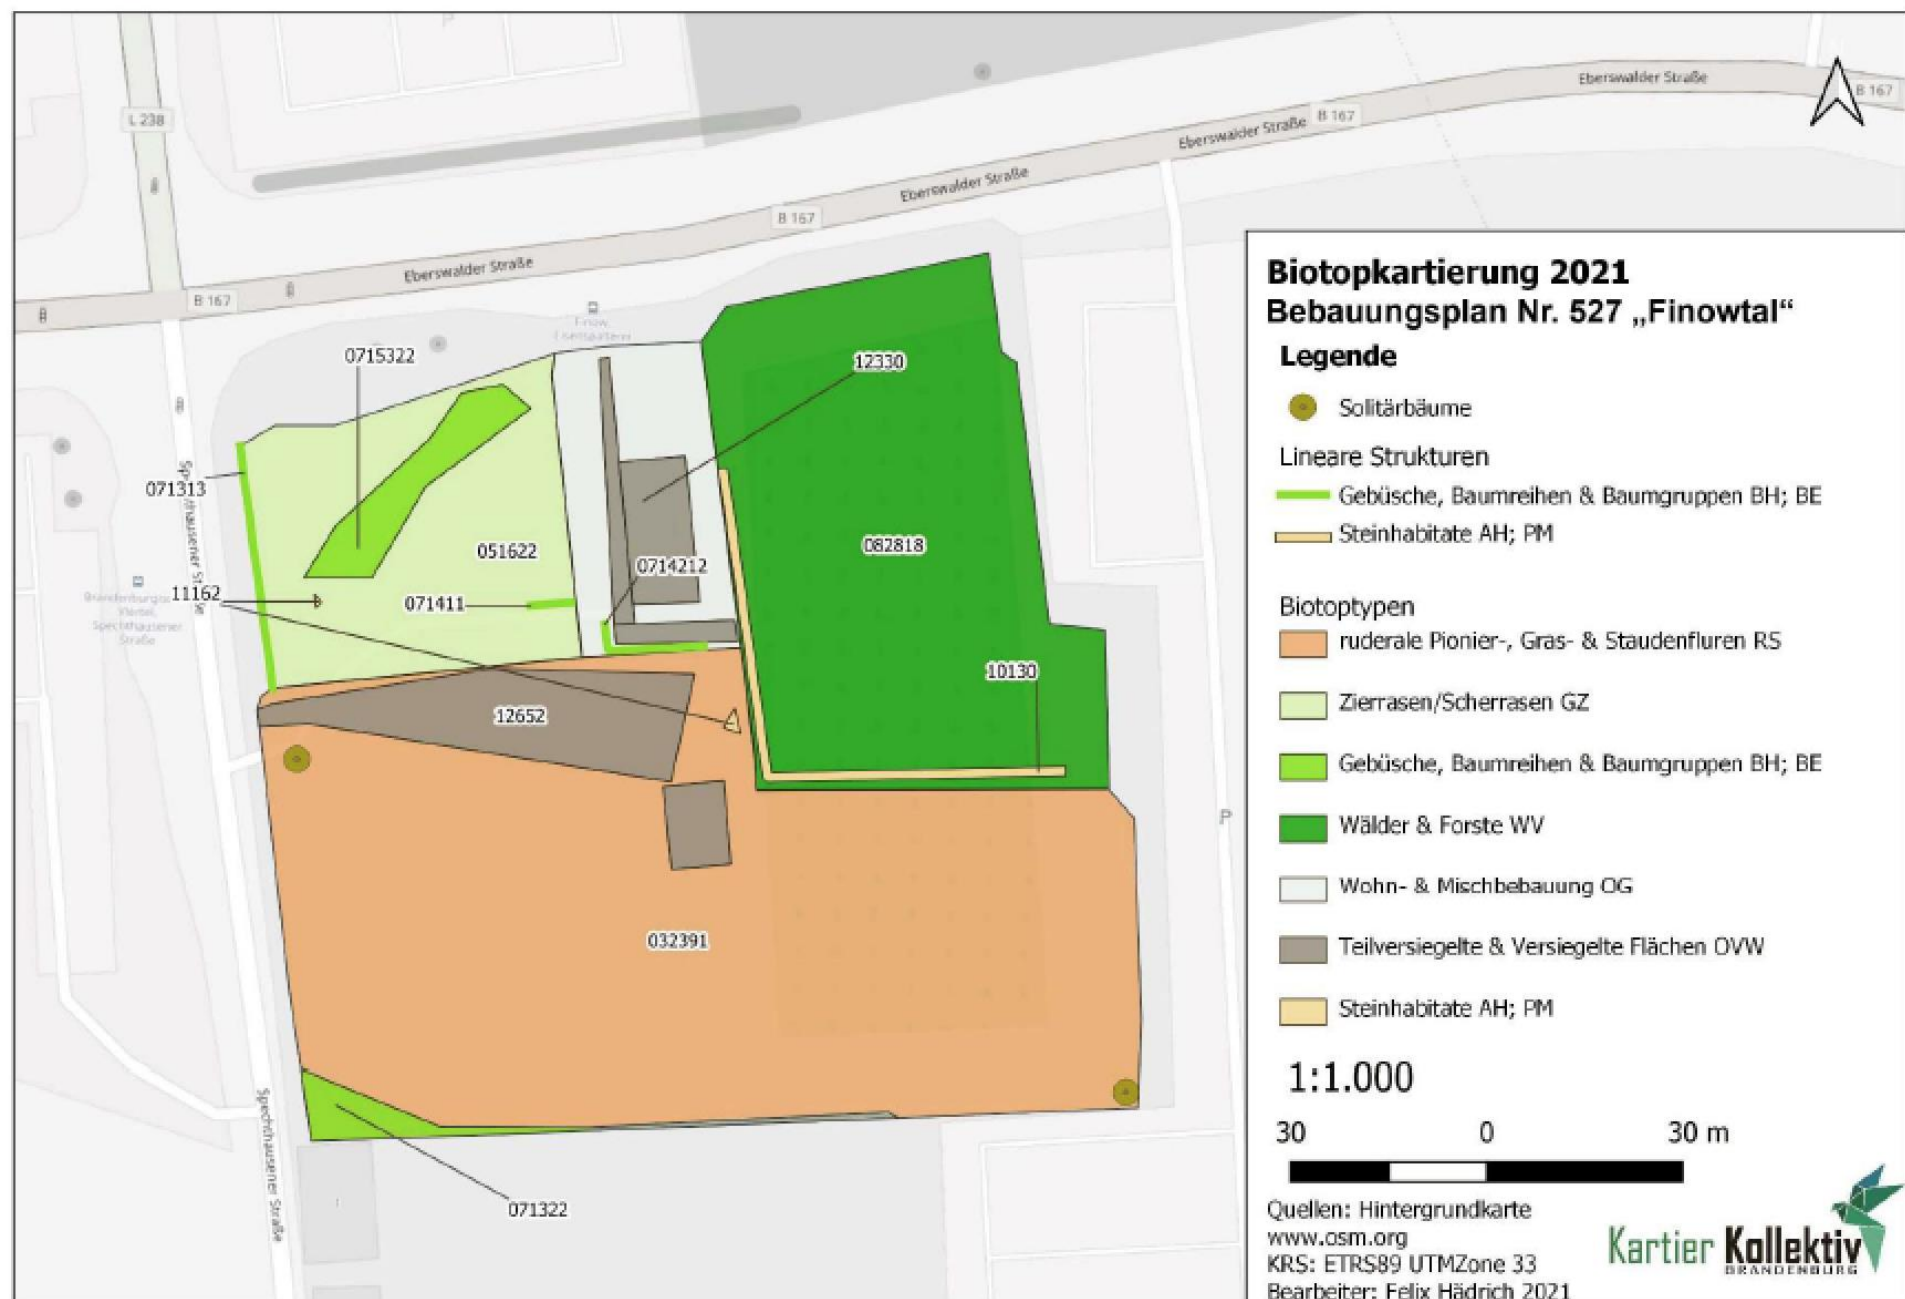 P
L 238
Eberswalder Straße
B 167
Eberswalder Straße
B 167
Eberswalder Straße
B 167
Eberswalder Straße
B 167
Finow,
Eisenspalterei
0715322
12330
071313
Spechthausener Straße
051622
082818
0714212
11162
071411
Brandenburgisches
Viertel,
Spechthausener
Straße
10130
12652
P
032391
Spechthausener Straße
071322
Biotopkartierung 2021
Bebauungsplan Nr. 527 „Finowtal“
Legende
Solitärbäume
Lineare Strukturen
Gebüsche, Baumreihen & Baumgruppen BH; BE
Steinhabitate AH; PM
Biotoptypen
ruderale Pionier-, Gras- & Staudenfluren RS
Zierrasen/Scherrasen GZ
Gebüsche, Baumreihen & Baumgruppen BH; BE
Wälder & Forste WV
Wohn- & Mischbebauung OG
Teilversiegelte & Versiegelte Flächen OVW
Steinhabitate AH; PM
1:1.000
30 0 30 m
Quellen: Hintergrundkarte
www.osm.org
KRS: ETRS89 UTMZone 33
Bearbeiter: Felix Hädrich 2021
Kartier Kollektiv
BRANDENBURG